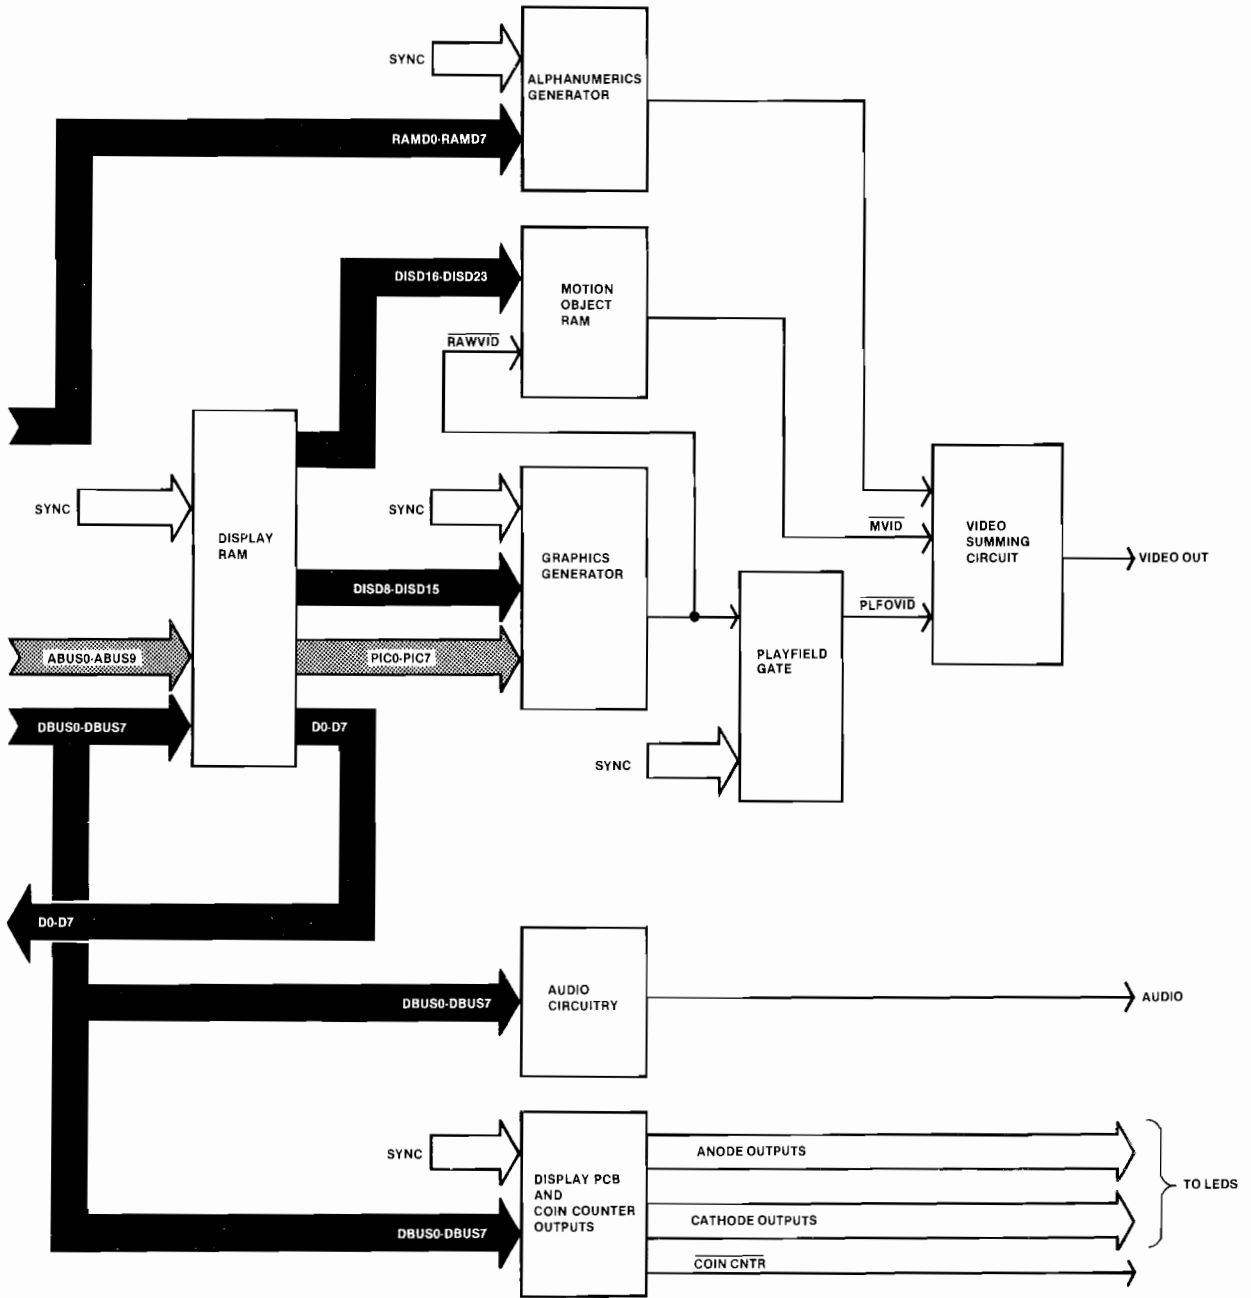 SYNC
ALPHANUMERICS
GENERATOR
RAMD0-RAMD7
DISD16-DISD23
MOTION
OBJECT
RAM
RAWVID
SYNC
DISPLAY
RAM
SYNC
GRAPHICS
GENERATOR
DISD8-DISD15
MVID
VIDEO
SUMMING
CIRCUIT
VIDEO OUT
PLFOVID
ABUS0-ABUS9
PIC0-PIC7
PLAYFIELD
GATE
DBUS0-DBUS7
D0-D7
SYNC
D0-D7
AUDIO
CIRCUITRY
DBUS0-DBUS7
AUDIO
SYNC
DISPLAY PCB
AND
COIN COUNTER
OUTPUTS
DBUS0-DBUS7
ANODE OUTPUTS
CATHODE OUTPUTS
TO LEDS
COIN CNTR